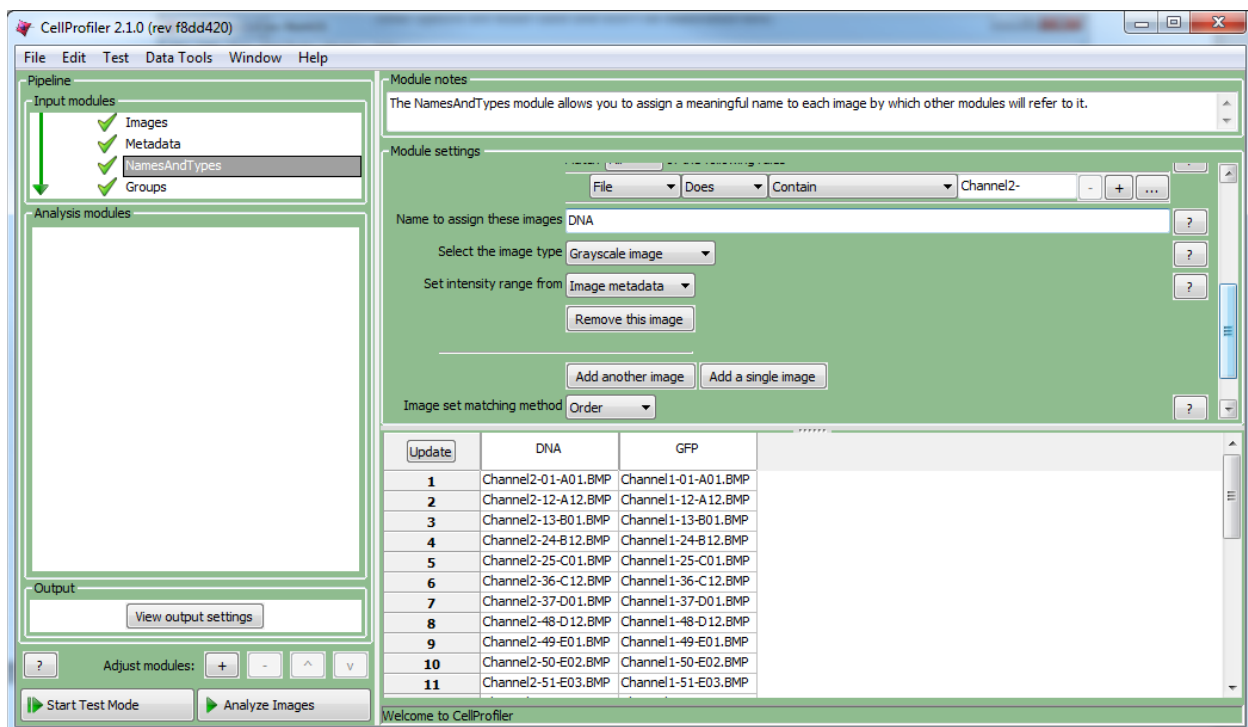 CellProfiler 2.1.0 (rev f8dd420)
File Edit Test Data Tools Window Help
Pipeline
Input modules
Images
Metadata
NamesAndTypes
Groups
Analysis modules
Output
View output settings
? Adjust modules: + - ^ v
Start Test Mode Analyze Images
Module notes
The NamesAndTypes module allows you to assign a meaningful name to each image by which other modules will refer to it.
Module settings
File Does Contain Channel2- - + ...
Name to assign these images DNA ?
Select the image type Grayscale image ?
Set intensity range from Image metadata ?
Remove this image
Add another image Add a single image
Image set matching method Order ?
Update DNA GFP
1 Channel2-01-A01.BMP Channel1-01-A01.BMP
2 Channel2-12-A12.BMP Channel1-12-A12.BMP
3 Channel2-13-B01.BMP Channel1-13-B01.BMP
4 Channel2-24-B12.BMP Channel1-24-B12.BMP
5 Channel2-25-C01.BMP Channel1-25-C01.BMP
6 Channel2-36-C12.BMP Channel1-36-C12.BMP
7 Channel2-37-D01.BMP Channel1-37-D01.BMP
8 Channel2-48-D12.BMP Channel1-48-D12.BMP
9 Channel2-49-E01.BMP Channel1-49-E01.BMP
10 Channel2-50-E02.BMP Channel1-50-E02.BMP
11 Channel2-51-E03.BMP Channel1-51-E03.BMP
Welcome to CellProfiler